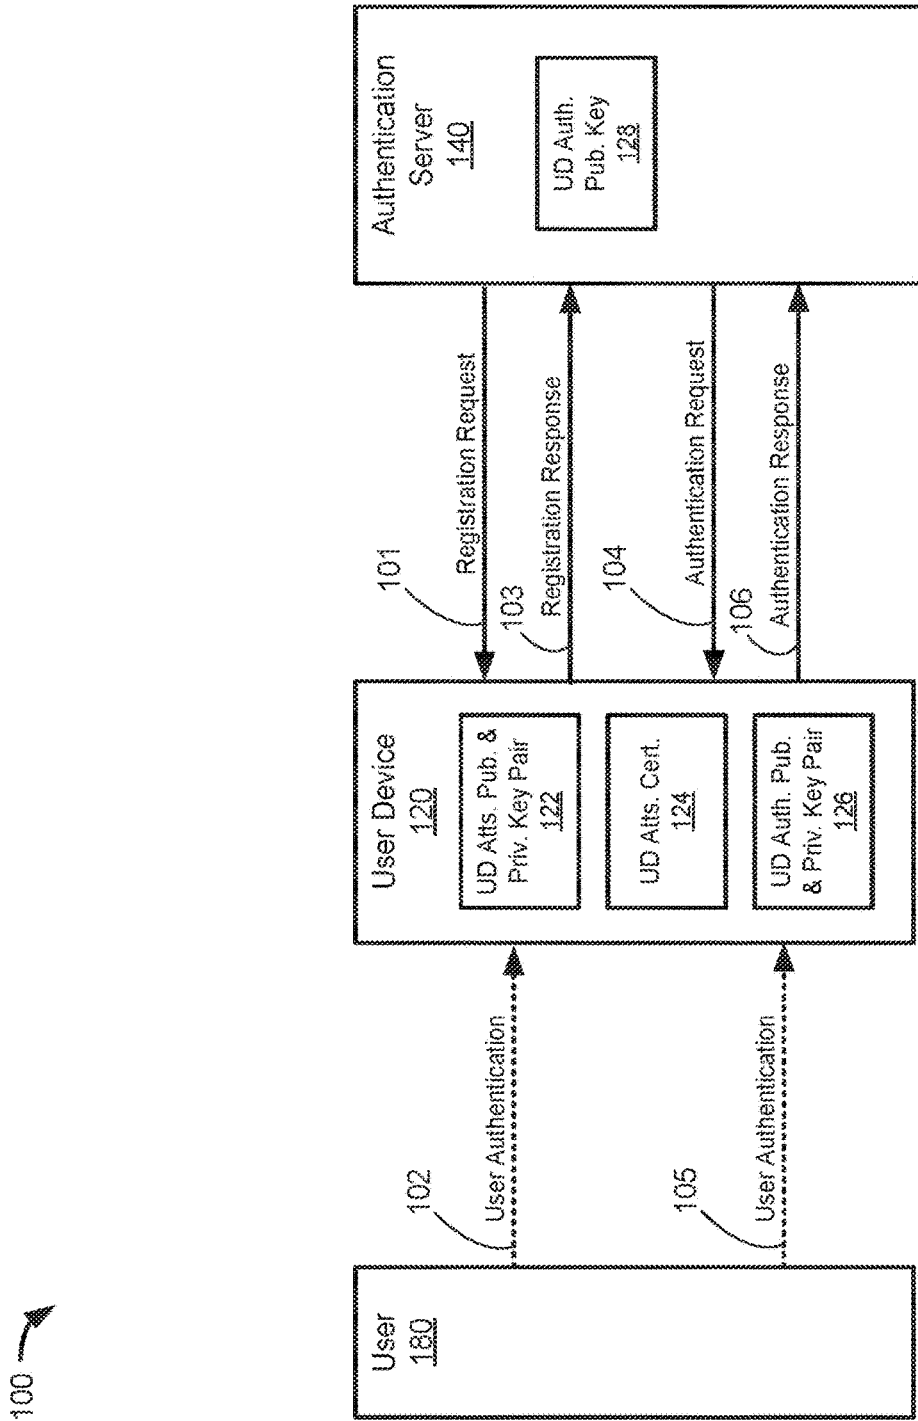 100
User
180
102
User Authentication
105
User Authentication
User Device
120
UD Atts. Pub. &
Priv. Key Pair
122
UD Atts. Cert.
124
UD Auth. Pub.
& Priv. Key Pair
126
101
Registration Request
103
Registration Response
104
Authentication Request
106
Authentication Response
Authentication
Server
140
UD Auth.
Pub. Key
128